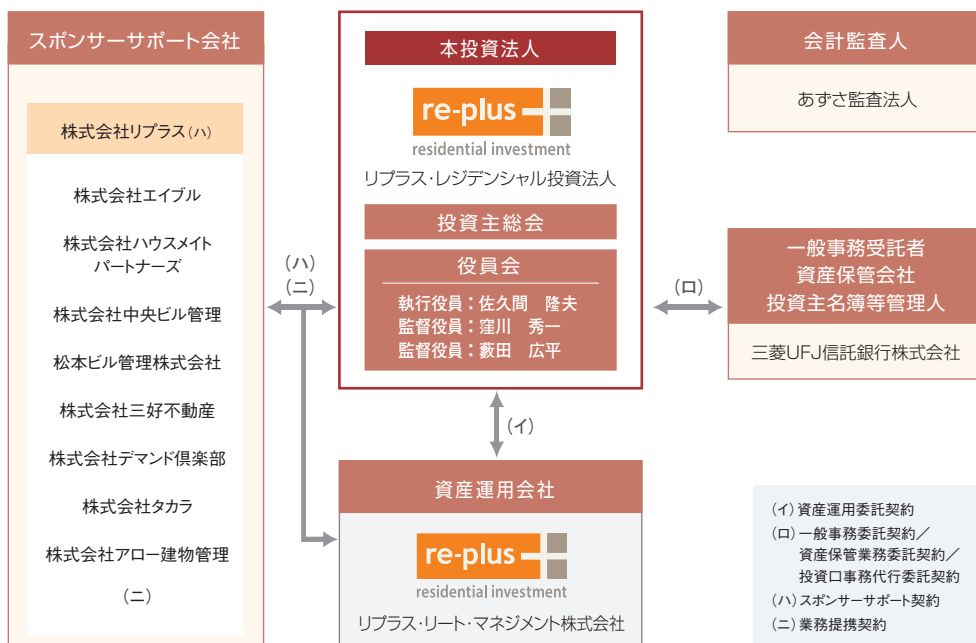 スポンサーサポート会社
株式会社リプラス(ハ)
株式会社エイブル
株式会社ハウスメイト
パートナーズ
株式会社中央ビル管理
松本ビル管理株式会社
株式会社三好不動産
株式会社デマンド倶楽部
株式会社タカラ
株式会社アロー建物管理
(ニ)
(ハ)
(ニ)
本投資法人
re-plus
residential investment
リプラス・レジデンシャル投資法人
投資主総会
役員会
執行役員:佐久間 隆夫
監督役員:窪川 秀一
監督役員:藪田 広平
(イ)
資産運用会社
re-plus
residential investment
リプラス・リート・マネジメント株式会社
(ロ)
会計監査人
あずさ監査法人
一般事務受託者
資産保管会社
投資主名簿等管理人
三菱UFJ信託銀行株式会社
(イ)資産運用委託契約
(ロ)一般事務委託契約/
資産保管業務委託契約/
投資口事務代行委託契約
(ハ)スポンサーサポート契約
(ニ)業務提携契約